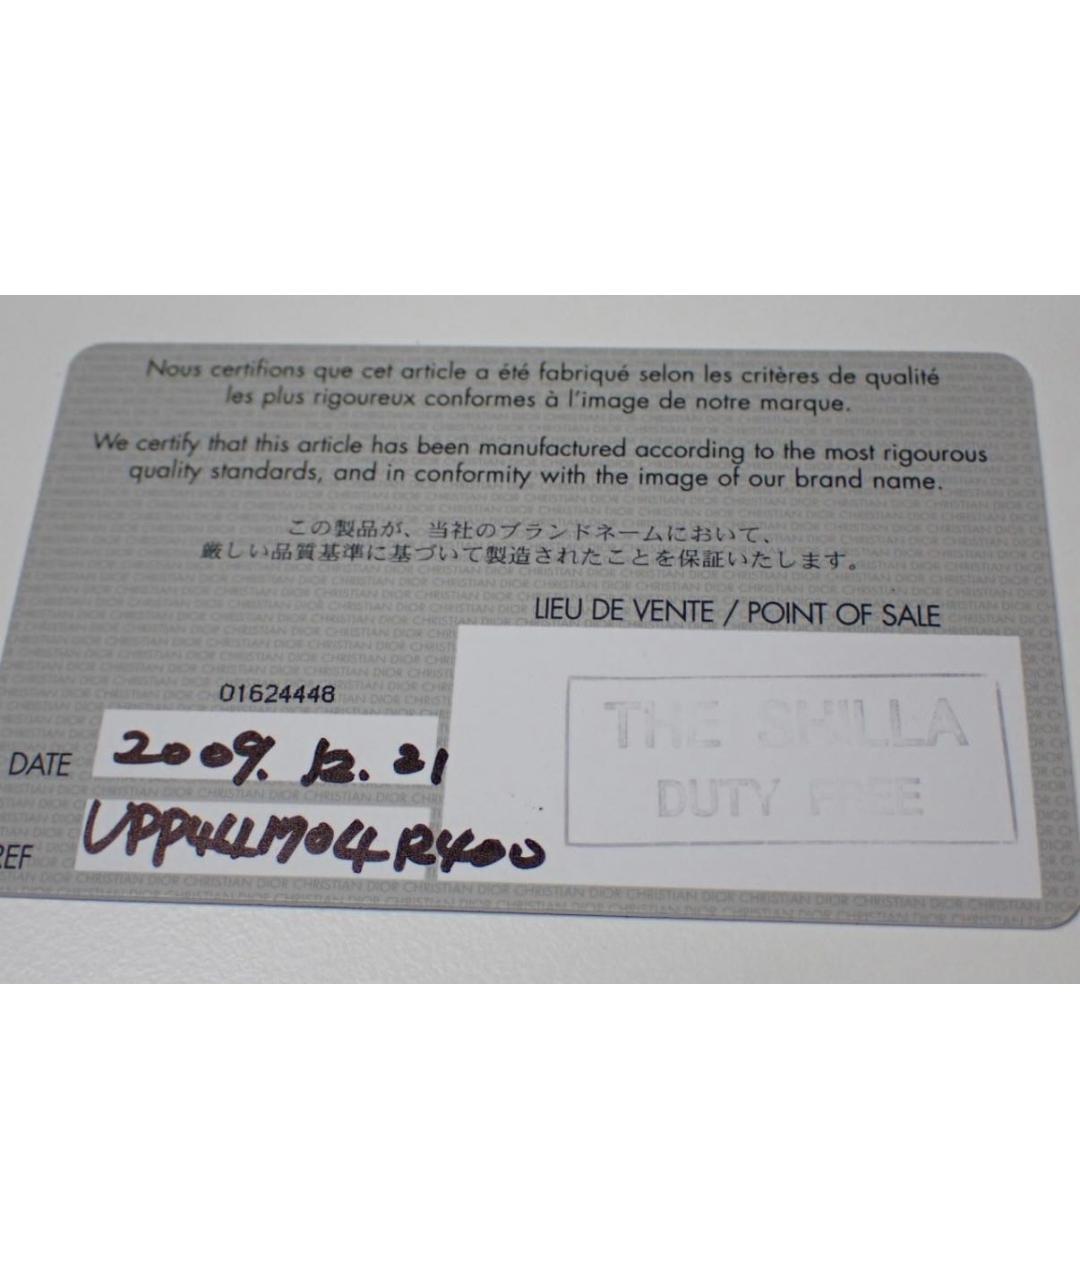 Nous certifions que cet article a été fabriqué selon les critères de qualité
les plus rigoureux conformes à l'image de notre marque.
We certify that this article has been manufactured according to the most rigourous
quality standards, and in conformity with the image of our brand name.
この製品が、当社のブランドネームにおいて、
厳しい品質基準に基づいて製造されたことを保証いたします。
LIEU DE VENTE / POINT OF SALE
01624448
THE SHILLA
DUTY FREE
DATE 2009. 12. 21
REF UPP44LM04 R400